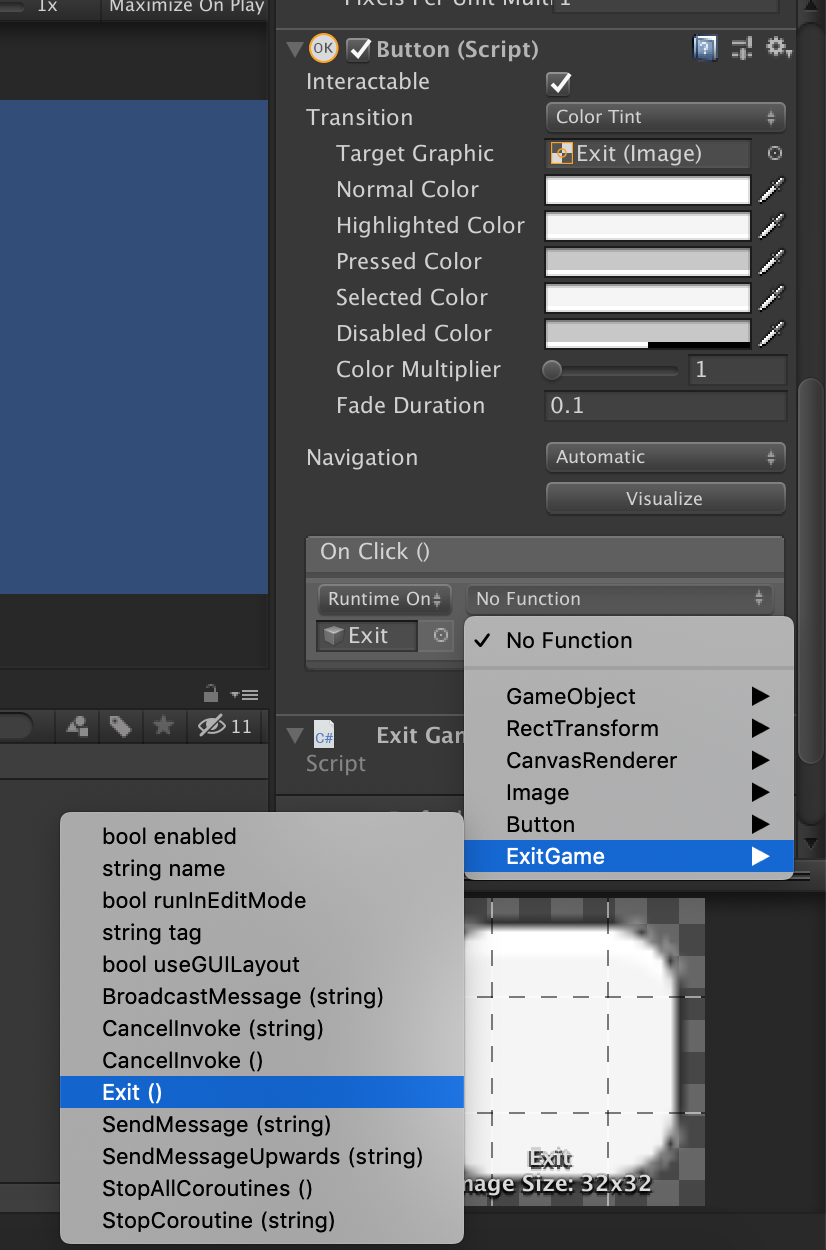 1x
Maximize On Play
Pixels Per Unit Multi
1
OK
Button (Script)
Interactable
Transition
Color Tint
Target Graphic
Exit (Image)
Normal Color
Highlighted Color
Pressed Color
Selected Color
Disabled Color
Color Multiplier
1
Fade Duration
0.1
Navigation
Automatic
Visualize
On Click ()
Runtime On
No Function
Exit
No Function
GameObject
RectTransform
CanvasRenderer
Image
Button
ExitGame
11
C#
Exit Gam
Script
bool enabled
string name
bool runInEditMode
string tag
bool useGUILayout
BroadcastMessage (string)
CancelInvoke (string)
CancelInvoke ()
Exit ()
SendMessage (string)
SendMessageUpwards (string)
StopAllCoroutines ()
StopCoroutine (string)
Exit
mage Size: 32x32